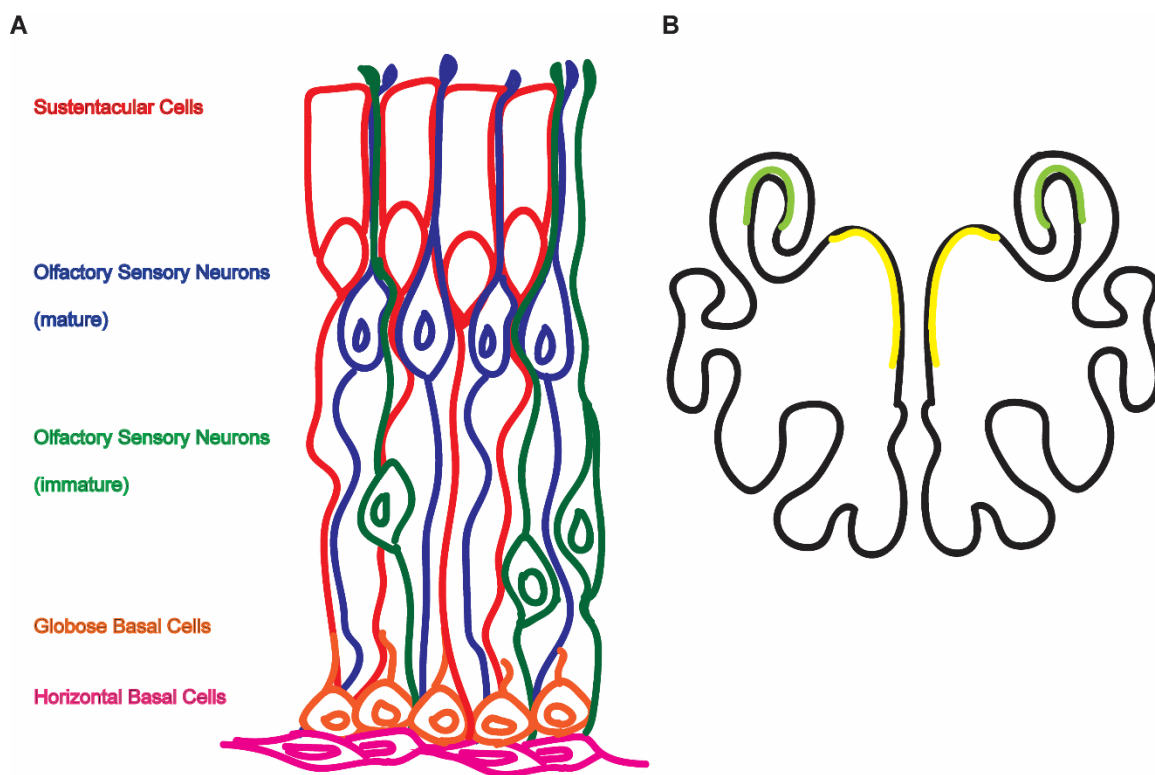 A
B
Sustentacular Cells
Olfactory Sensory Neurons
(mature)
Olfactory Sensory Neurons
(immature)
Globose Basal Cells
Horizontal Basal Cells